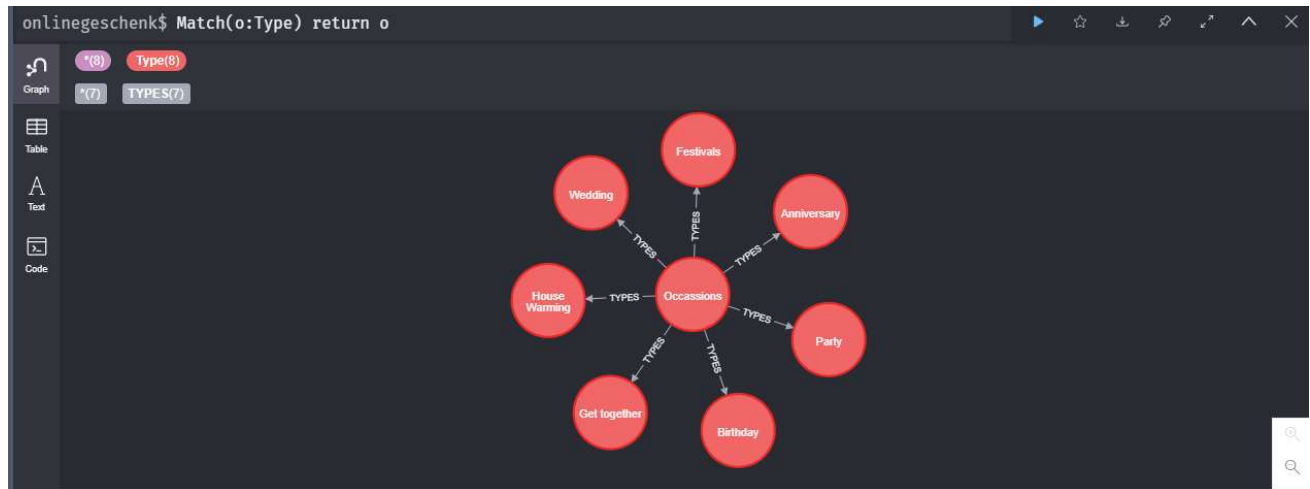 onlinegeschenk$ Match(o:Type) return o
*(8) Type(8)
Graph
*(7) TYPES(7)
Table
A
Text
Code
Festivals
Wedding
Anniversary
TYPES
TYPES
TYPES
House
Warming
TYPES
Occassions
TYPES
Party
TYPES
TYPES
Get together
Birthday